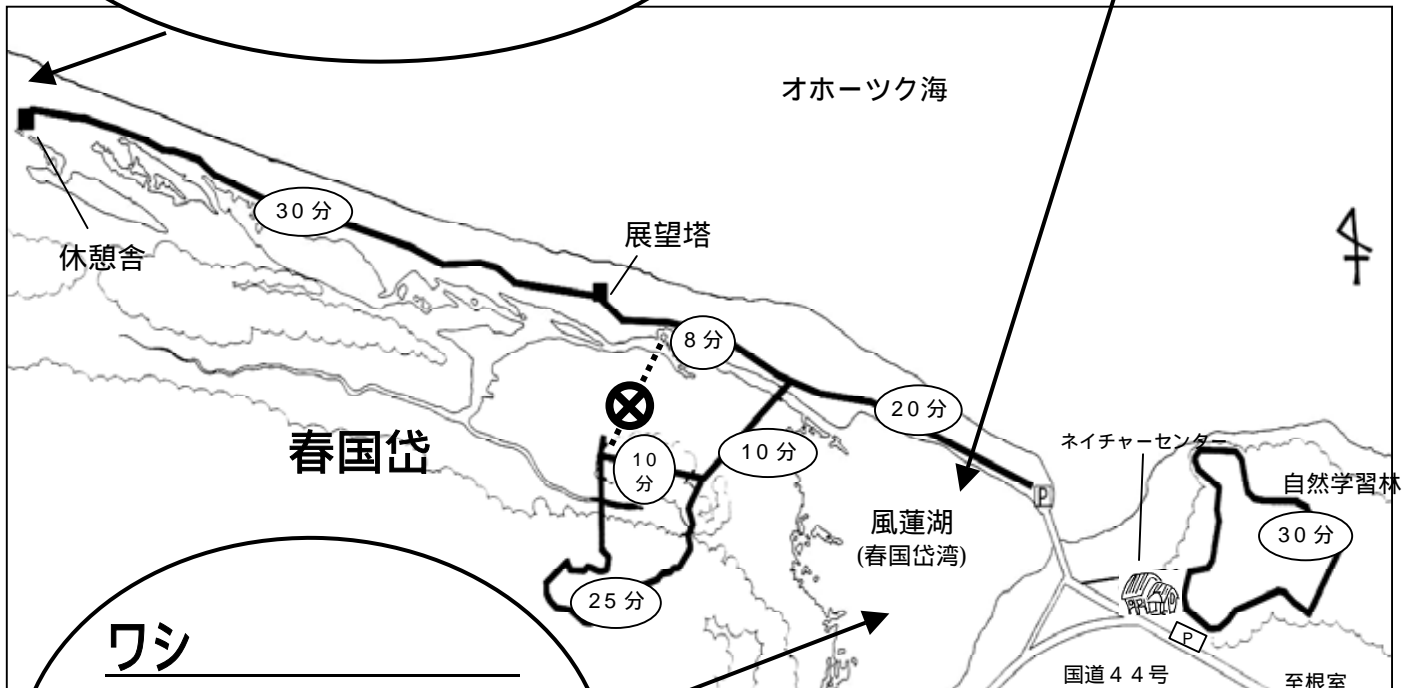 オホーツク海
30分
展望塔
休憩舎
8分
20分
ネイチャーセンター
春国岱
10
分
10分
P
自然学習林
風蓮湖
(春国岱湾)
30分
25分
ワシ
P
国道44号
至根室